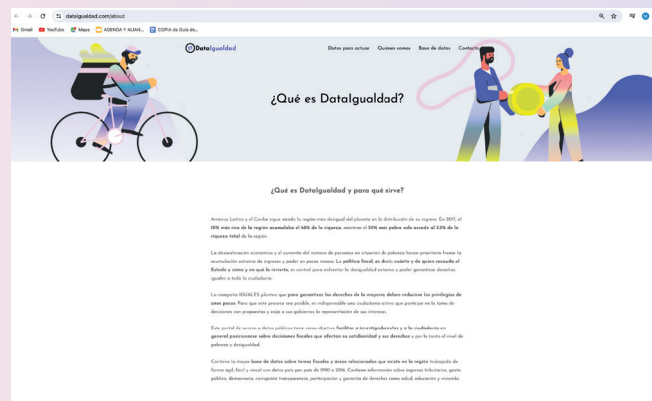 dataigualdad.com/about
Gmail YouTube Maps AGENDA Y ALIAN... COPIA de Guía de...
DataIgualdad Datos para actuar Quiénes somos Base de datos Contacto
¿Qué es DataIgualdad?
¿Qué es DataIgualdad y para qué sirve?
América Latina y el Caribe sigue siendo la región más desigual del planeta en la distribución de su ingreso. En 2017, el
10% más rico de la región acumulaba el 68% de la riqueza, mientras el 50% más pobre solo accede al 3.5% de la
riqueza total de la región.
La desaceleración económica y el aumento del número de personas en situación de pobreza hacen prioritario frenar la
acumulación extrema de ingresos y poder en pocas manos. La política fiscal, es decir: cuánto y de quien recauda el
Estado y cómo y en qué lo invierte, es central para enfrentar la desigualdad extrema y poder garantizar derechos
iguales a toda la ciudadanía.
La campaña IGUALES plantea que para garantizar los derechos de la mayoría deben reducirse los privilegios de
unos pocos. Para que este proceso sea posible, es indispensable una ciudadanía activa que participe en la toma de
decisiones con propuestas y exija a sus gobiernos la representación de sus intereses.
Este portal de acceso a datos públicos tiene como objetivo facilitar a investigadores/as y a la ciudadanía en
general posicionarse sobre decisiones fiscales que afectan su cotidianidad y sus derechos y por lo tanto el nivel de
pobreza y desigualdad.
Contiene la mayor base de datos sobre temas fiscales y áreas relacionadas que existe en la región trabajada de
forma ágil, fácil y visual con datos país por país de 1990 a 2016. Contiene información sobre ingresos tributarios, gasto
público, democracia, corrupción transparencia, participación y garantía de derechos como salud, educación y vivienda